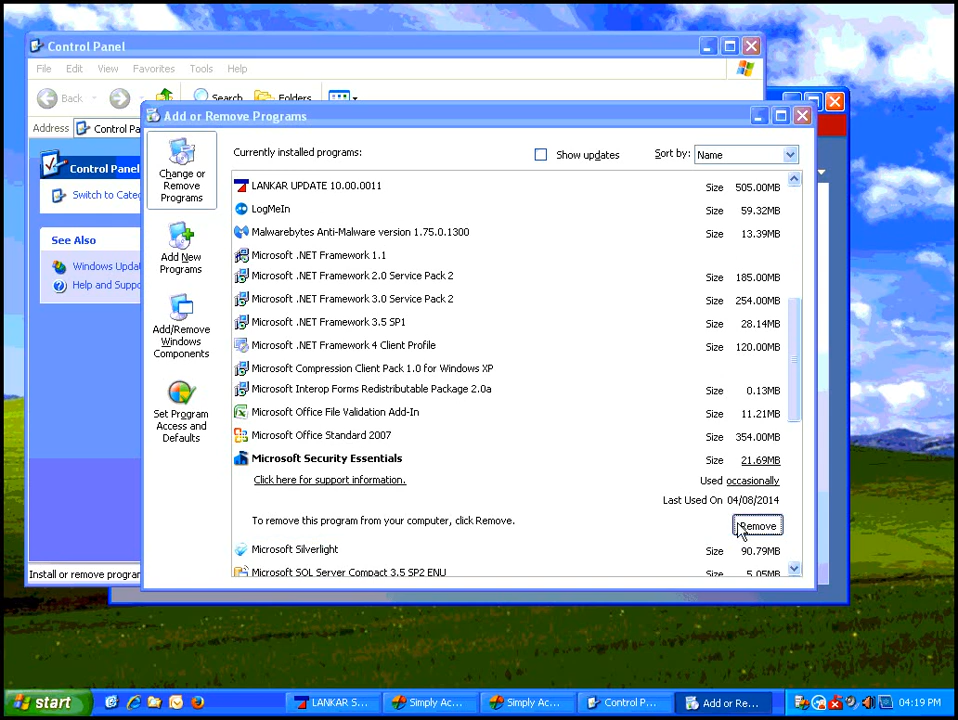 Control Panel
File Edit View Favorites Tools Help
Back Search Folders
Address Control Pa
Control Panel
Switch to Categ
See Also
Windows Updat
Help and Suppo
Install or remove program
Add or Remove Programs
Change or
Remove
Programs
Add New
Programs
Add/Remove
Windows
Components
Set Program
Access and
Defaults
Currently installed programs: Show updates Sort by: Name
LANKAR UPDATE 10.00.0011 Size 505.00MB
LogMeIn Size 59.32MB
Malwarebytes Anti-Malware version 1.75.0.1300 Size 13.39MB
Microsoft .NET Framework 1.1
Microsoft .NET Framework 2.0 Service Pack 2 Size 185.00MB
Microsoft .NET Framework 3.0 Service Pack 2 Size 254.00MB
Microsoft .NET Framework 3.5 SP1 Size 28.14MB
Microsoft .NET Framework 4 Client Profile Size 120.00MB
Microsoft Compression Client Pack 1.0 for Windows XP
Microsoft Interop Forms Redistributable Package 2.0a Size 0.13MB
Microsoft Office File Validation Add-In Size 11.21MB
Microsoft Office Standard 2007 Size 354.00MB
Microsoft Security Essentials Size 21.69MB
Click here for support information. Used occasionally
Last Used On 04/08/2014
To remove this program from your computer, click Remove. Remove
Microsoft Silverlight Size 90.79MB
Microsoft SQL Server Compact 3.5 SP2 ENU Size 5.05MB
start LANKAR S... Simply Ac... Simply Ac... Control P... Add or Re... 04:19 PM